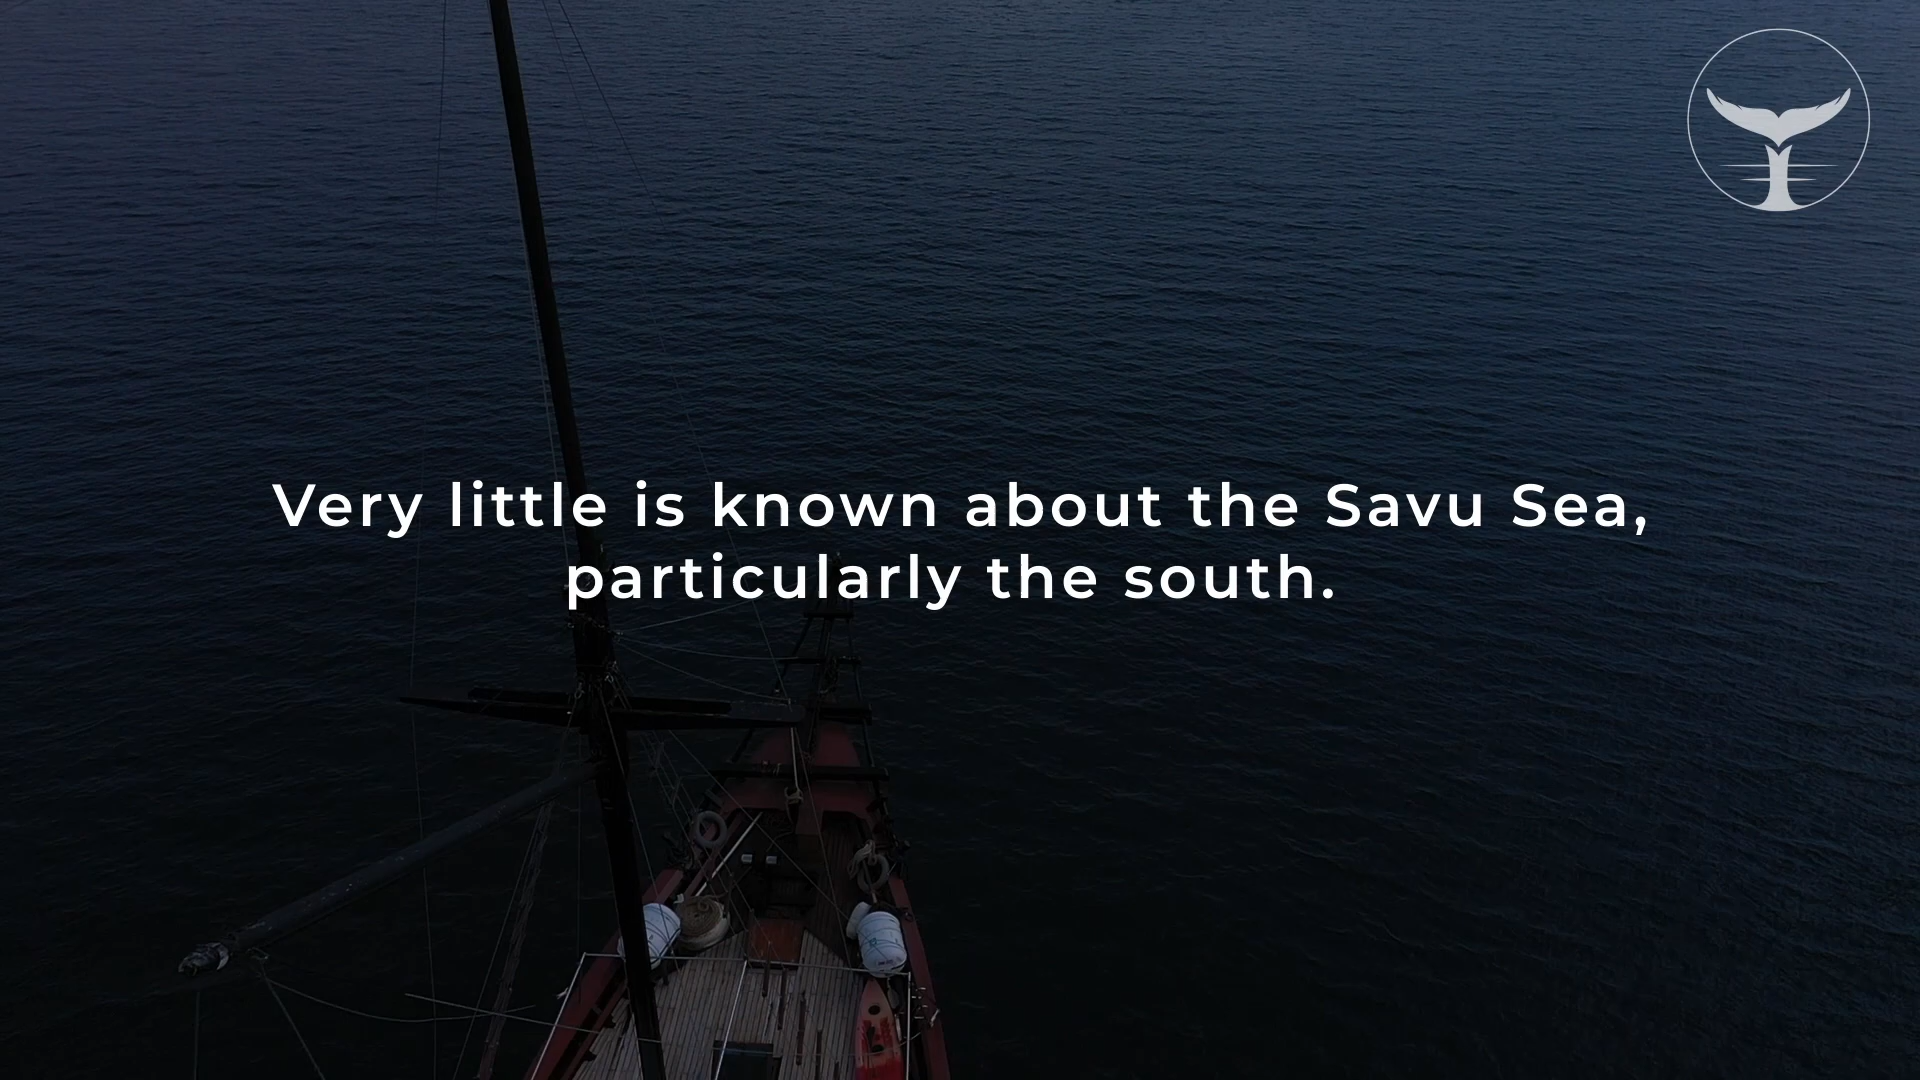 Very little is known about the Savu Sea,
particularly the south.